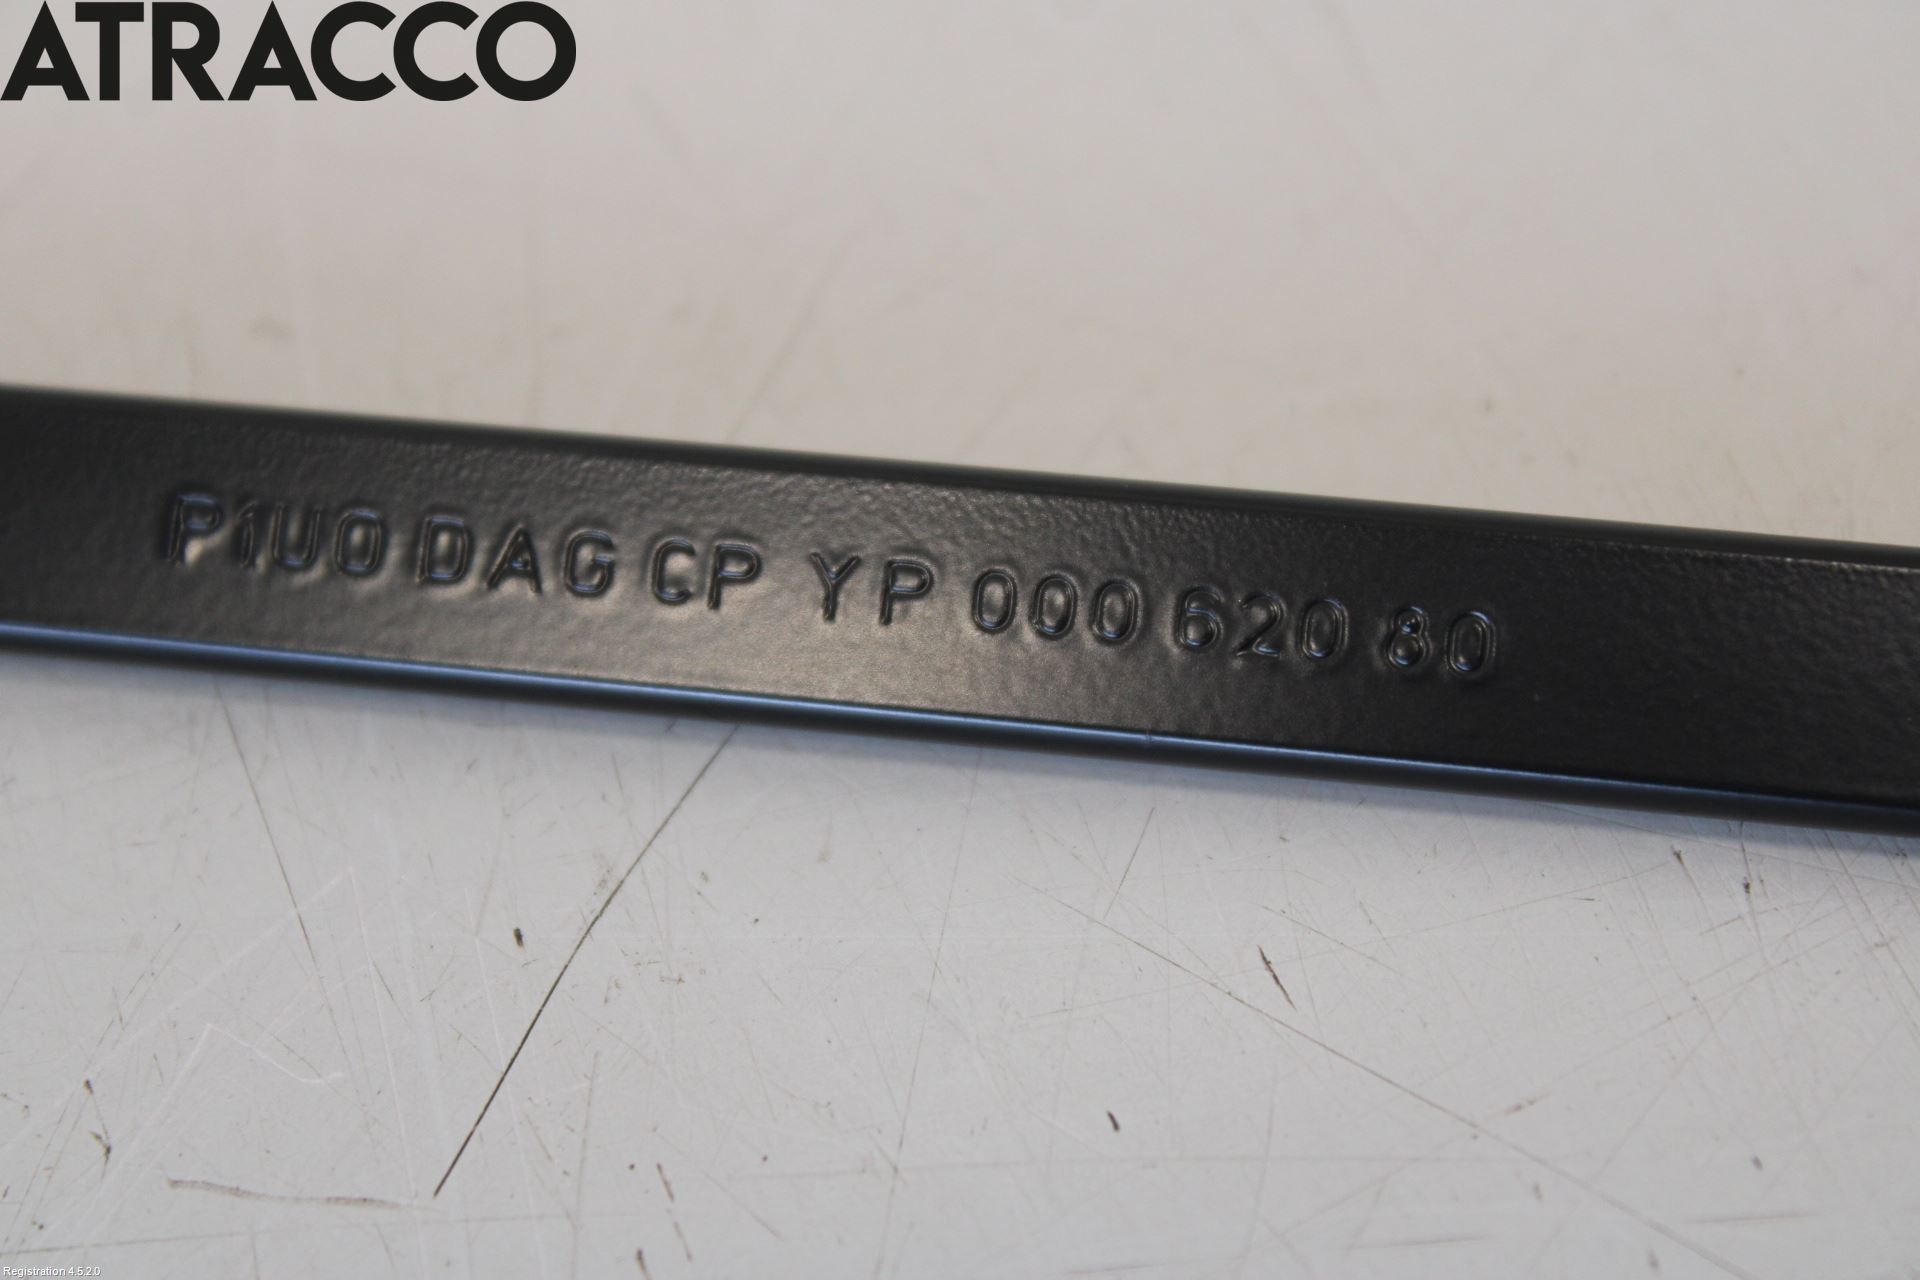 ATRACCO
P1U0 DAG CP YP 000 620 80
Registration 4.5.2.0